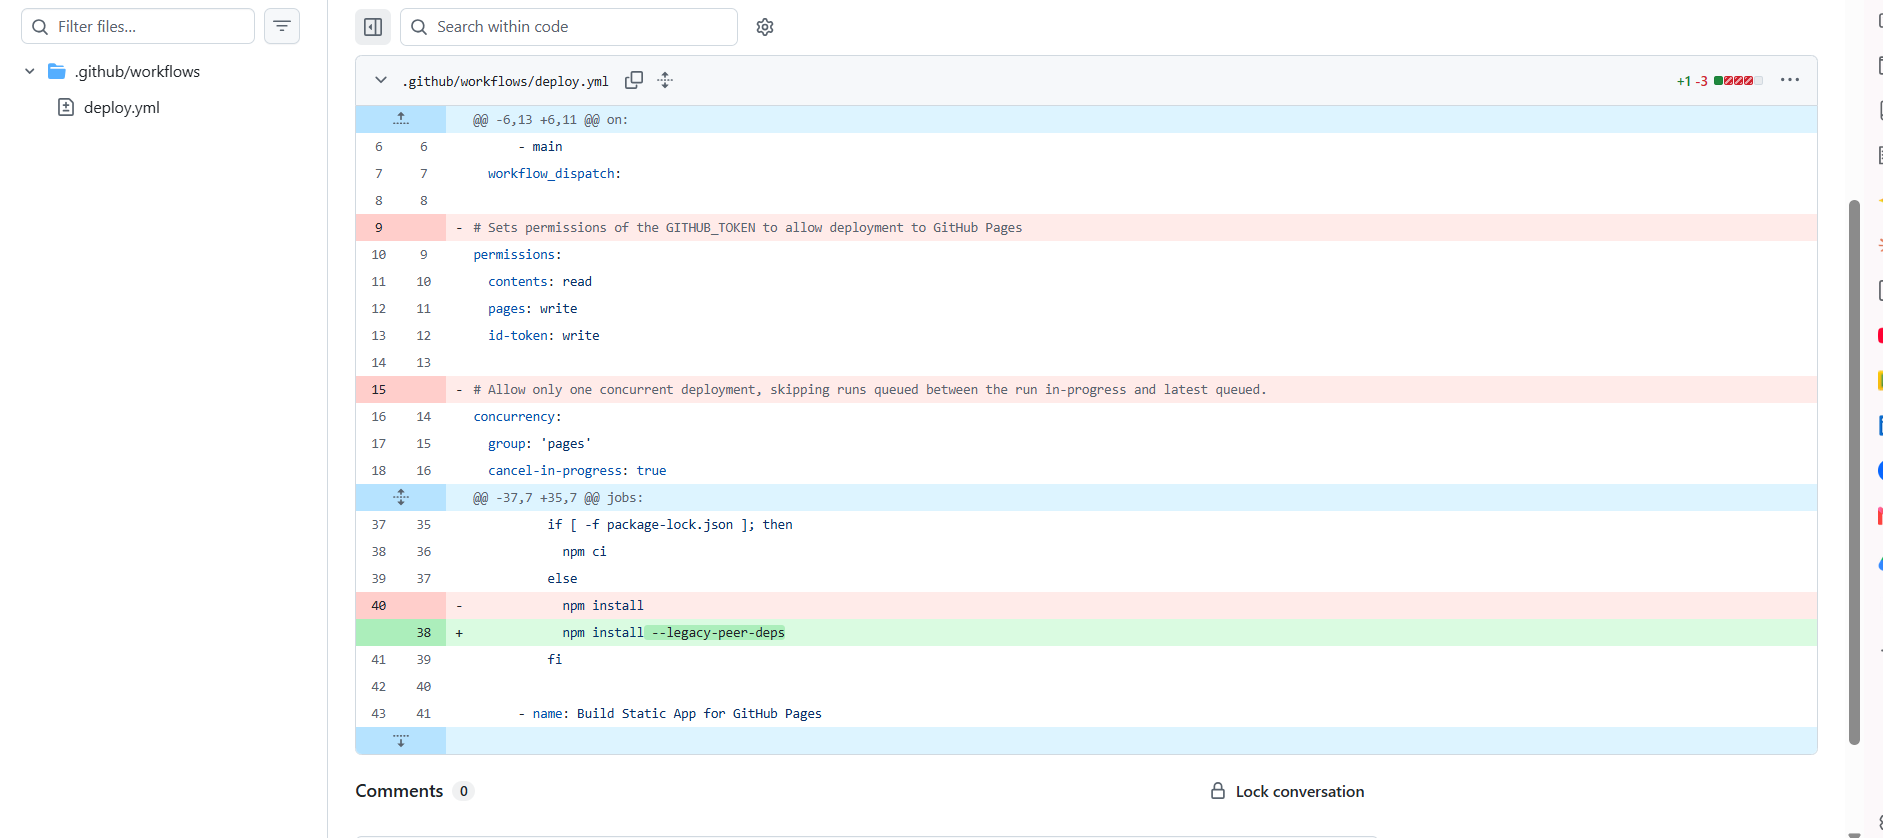 Filter files...
.github/workflows
deploy.yml
Search within code
.github/workflows/deploy.yml
+1 -3
@@ -6,13 +6,11 @@ on:
6 6 - main
7 7 workflow_dispatch:
8 8
9 - # Sets permissions of the GITHUB_TOKEN to allow deployment to GitHub Pages
10 9 permissions:
11 10 contents: read
12 11 pages: write
13 12 id-token: write
14 13
15 - # Allow only one concurrent deployment, skipping runs queued between the run in-progress and latest queued.
16 14 concurrency:
17 15 group: 'pages'
18 16 cancel-in-progress: true
@@ -37,7 +35,7 @@ jobs:
37 35 if [ -f package-lock.json ]; then
38 36 npm ci
39 37 else
40 - npm install
38 + npm install --legacy-peer-deps
41 39 fi
42 40
43 41 - name: Build Static App for GitHub Pages
Comments 0
Lock conversation